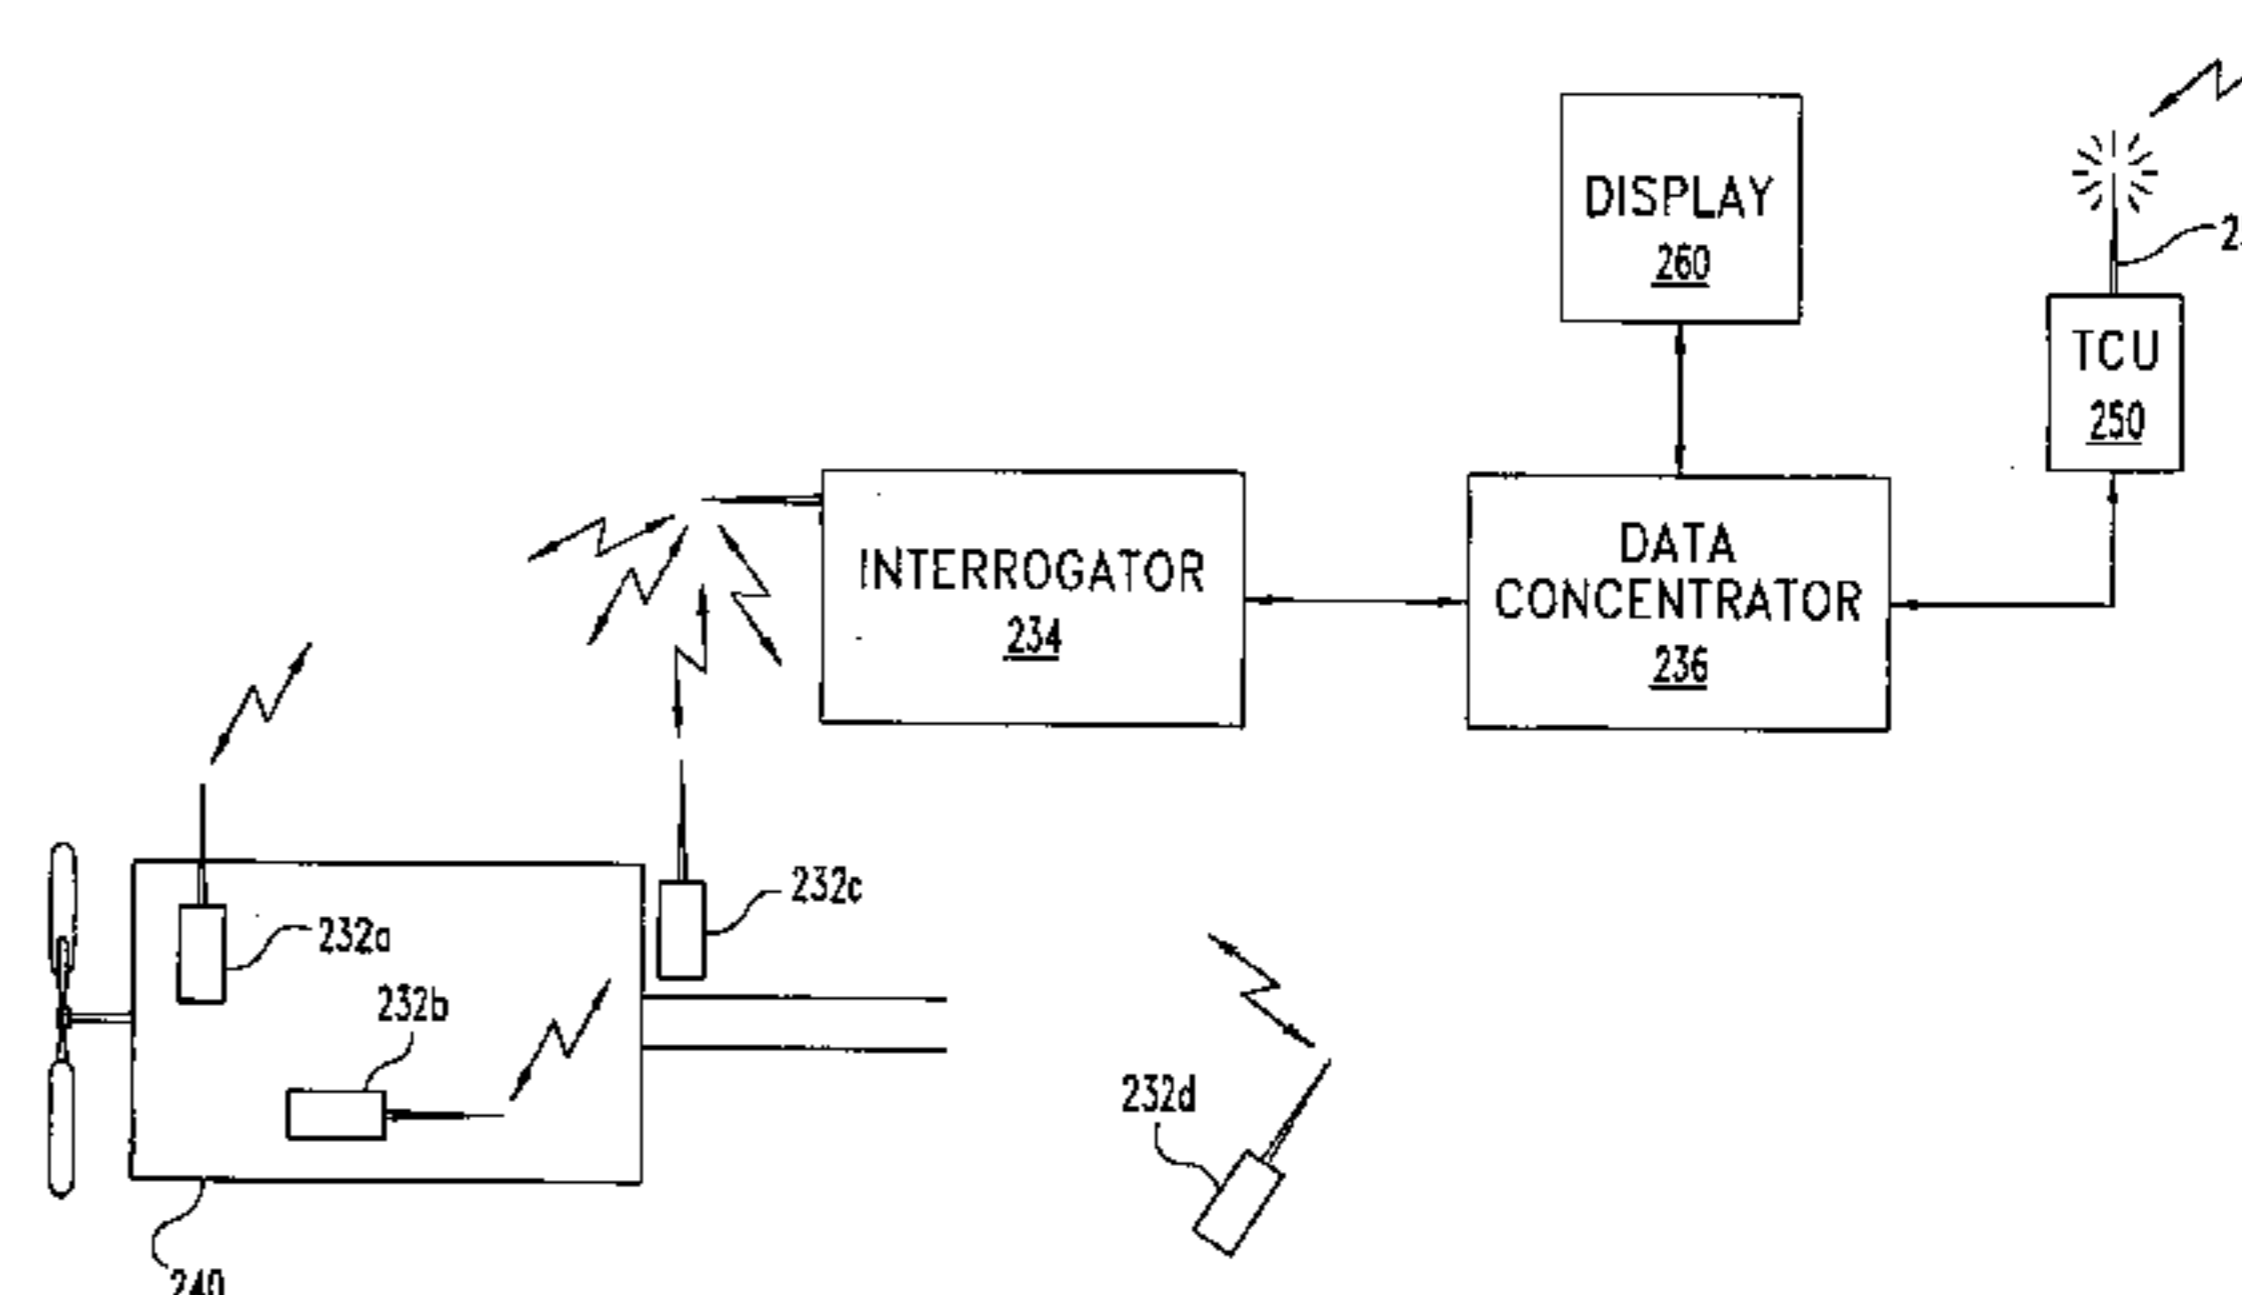 DISPLAY
260
TCU
250
INTERROGATOR
234
DATA
CONCENTRATOR
236
232c
232a
232b
232d
240